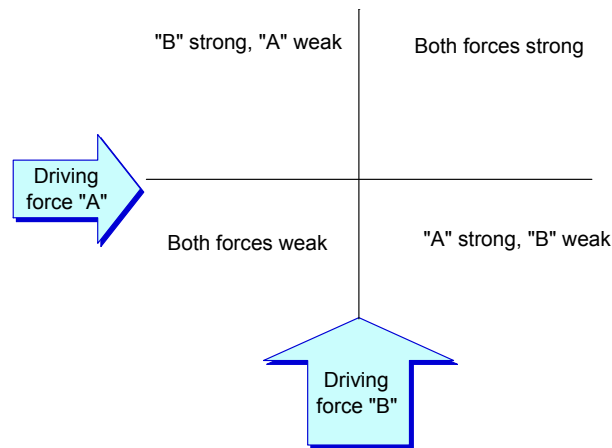 "B" strong, "A" weak
Both forces strong
Driving
force "A"
Both forces weak
"A" strong, "B" weak
Driving
force "B"